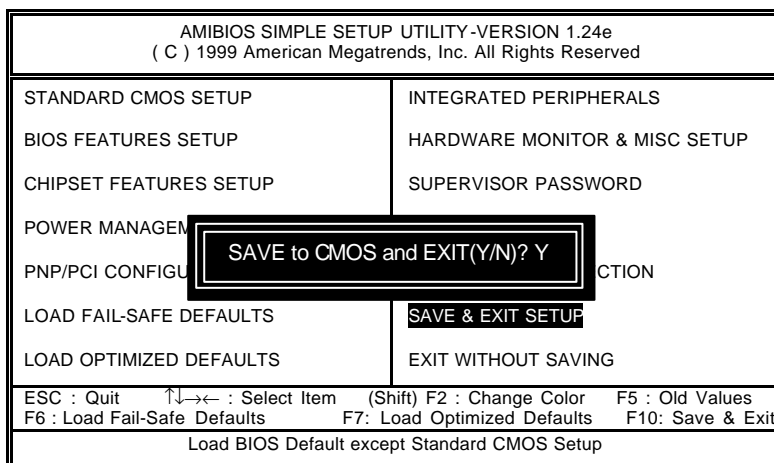 AMIBIOS SIMPLE SETUP UTILITY-VERSION 1.24e
( C ) 1999 American Megatrends, Inc. All Rights Reserved
STANDARD CMOS SETUP
INTEGRATED PERIPHERALS
BIOS FEATURES SETUP
HARDWARE MONITOR & MISC SETUP
CHIPSET FEATURES SETUP
SUPERVISOR PASSWORD
POWER
SAVE to CMOS and EXIT(Y/N)? Y
PNP/PCI
LOAD FAIL-SAFE DEFAULTS
SAVE & EXIT SETUP
LOAD OPTIMIZED DEFAULTS
EXIT WITHOUT SAVING
ESC : Quit ↑↓→← : Select Item (Shift) F2 : Change Color F5 : Old Values
F6 : Load Fail-Safe Defaults F7: Load Optimized Defaults F10: Save & Exit
Load BIOS Default except Standard CMOS Setup